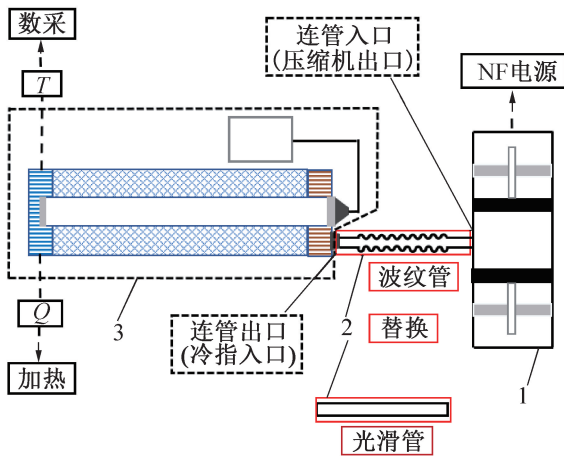 数采
T
连管入口
(压缩机出口)
NF电源
波纹管
Q
3
连管出口
(冷指入口)
2
替换
加热
1
光滑管